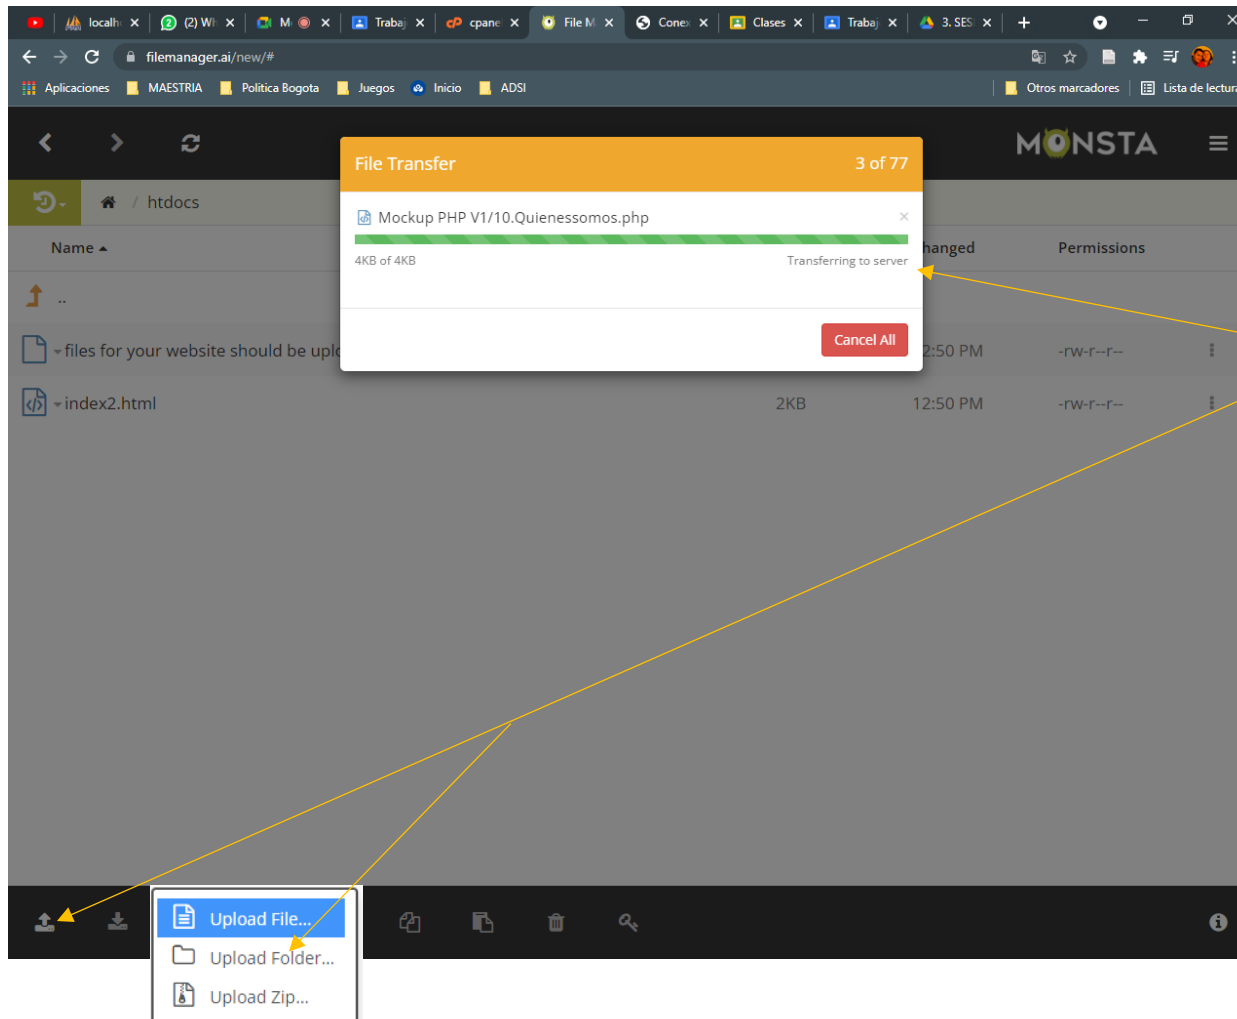 localh (2) Wh M Trabaj cpane File M Conex Clases Trabaj 3. SES
filemanager.ai/new/#
Aplicaciones MAESTRIA Politica Bogota Juegos Inicio ADSI Otros marcadores Lista de lectura
MONSTA
File Transfer 3 of 77
/ htdocs
Mockup PHP V1/10.Quienessomos.php
Name hanged Permissions
4KB of 4KB Transferring to server
..
Cancel All
files for your website should be uplo 2:50 PM -rw-r--r--
index2.html 2KB 12:50 PM -rw-r--r--
Upload File...
Upload Folder...
Upload Zip...